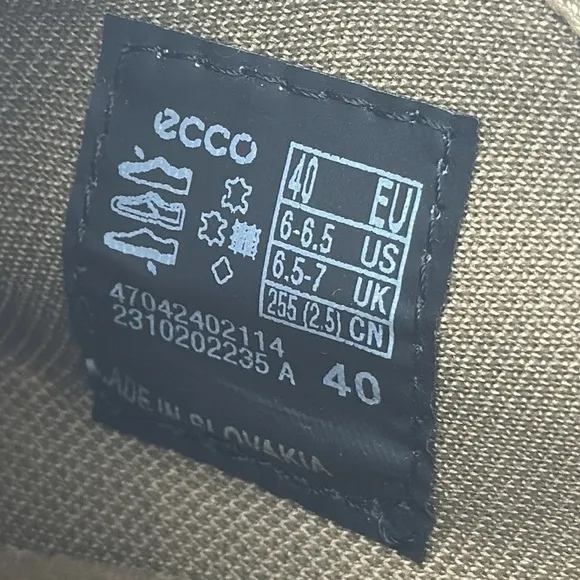 ecco
40 EU
6-6.5 US
6.5-7 UK
255 (2.5) CN
47042402114
2310202235 A 40
MADE IN SLOVAKIA